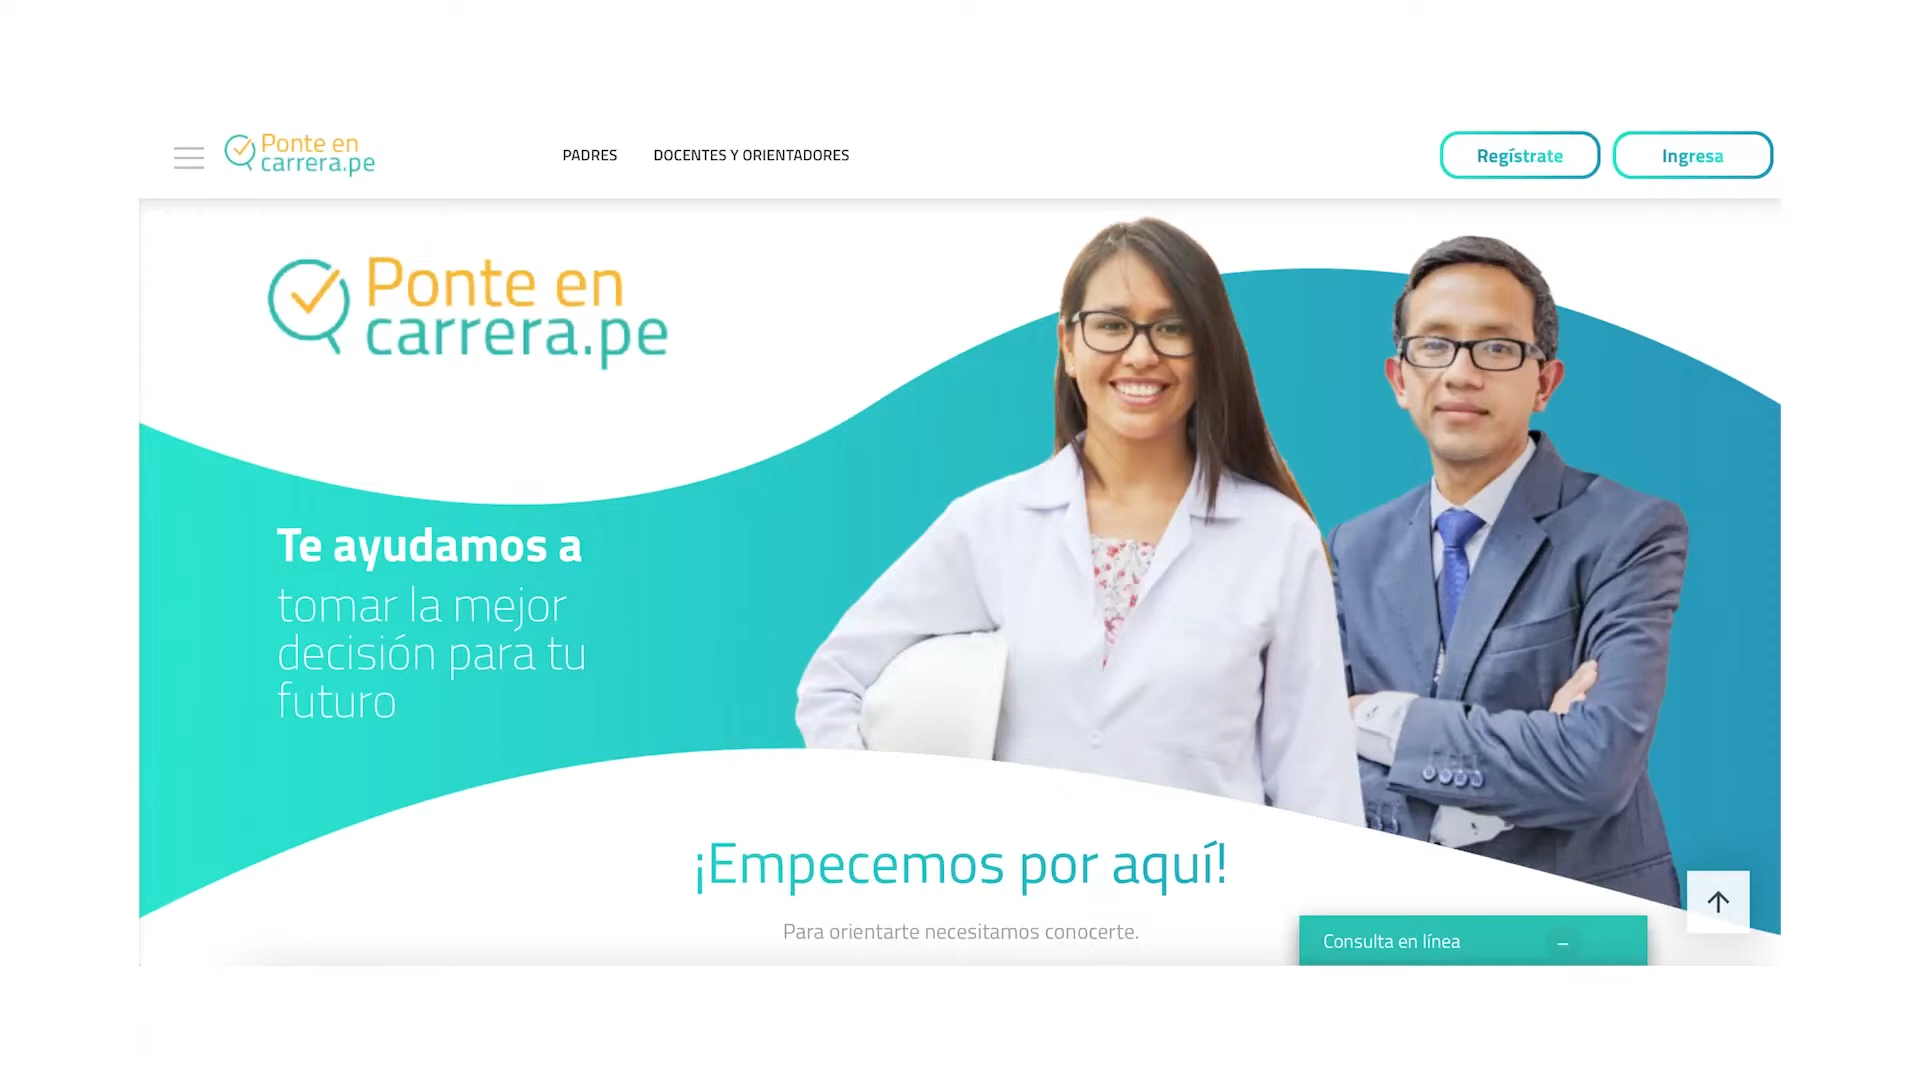 Ponte en
carrera.pe
PADRES
DOCENTES Y ORIENTADORES
Regístrate
Ingresa
Ponte en
carrera.pe
Te ayudamos a
tomar la mejor
decisión para tu
futuro
¡Empecemos por aquí!
Para orientarte necesitamos conocerte.
Consulta en línea